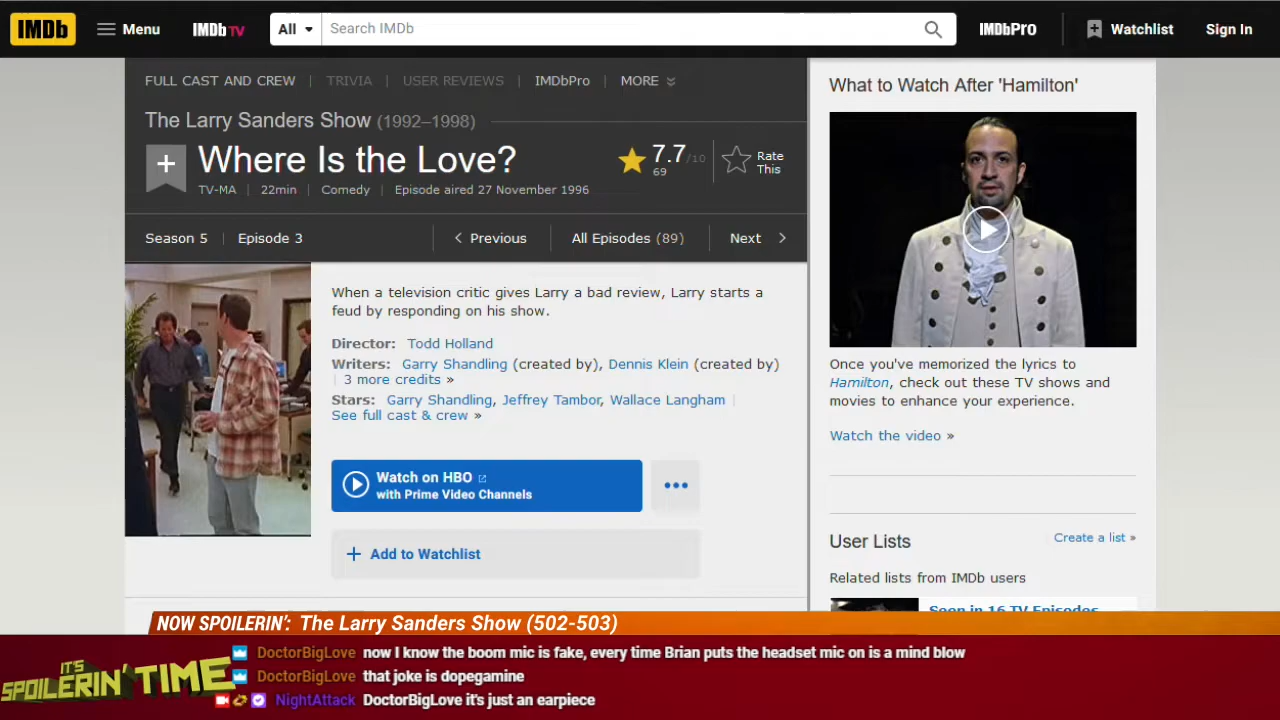 IMDb Menu IMDb TV All Search IMDb IMDbPro Watchlist Sign In
FULL CAST AND CREW | TRIVIA | USER REVIEWS | IMDbPro | MORE
The Larry Sanders Show (1992–1998)
+ Where Is the Love? 7.7/10 69 Rate This
TV-MA | 22min | Comedy | Episode aired 27 November 1996
Season 5 | Episode 3 Previous | All Episodes (89) | Next
When a television critic gives Larry a bad review, Larry starts a
feud by responding on his show.
Director: Todd Holland
Writers: Garry Shandling (created by), Dennis Klein (created by)
| 3 more credits »
Stars: Garry Shandling, Jeffrey Tambor, Wallace Langham |
See full cast & crew »
Watch on HBO
with Prime Video Channels
+ Add to Watchlist
What to Watch After 'Hamilton'
Once you've memorized the lyrics to
Hamilton, check out these TV shows and
movies to enhance your experience.
Watch the video »
User Lists Create a list »
Related lists from IMDb users
Seen in 16 TV Episodes
NOW SPOILERIN': The Larry Sanders Show (502-503)
IT'S
SPOILERIN' TIME
DoctorBigLove now I know the boom mic is fake, every time Brian puts the headset mic on is a mind blow
DoctorBigLove that joke is dopegamine
NightAttack DoctorBigLove it's just an earpiece